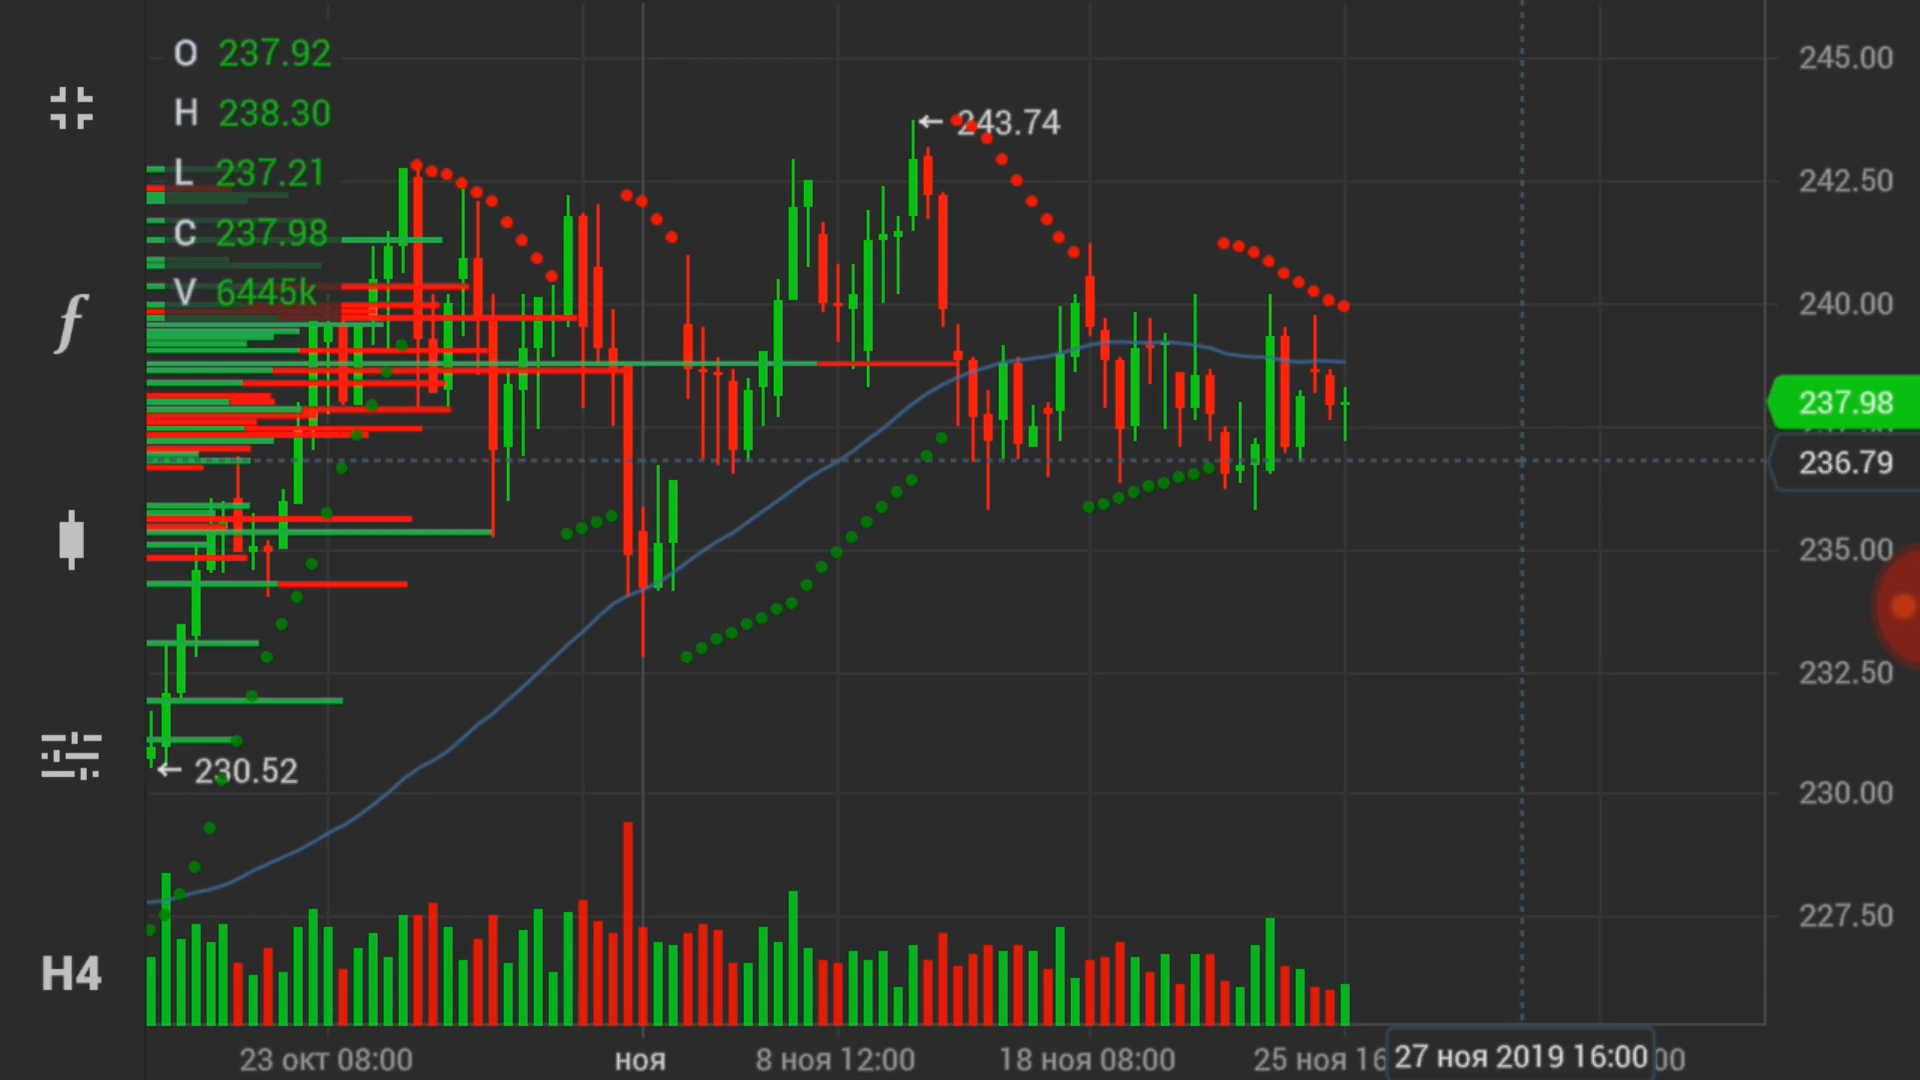 O 237.92
H 238.30
L 237.21
C 237.98
V 6445k
243.74
230.52
f
H4
245.00
242.50
240.00
237.98
236.79
235.00
232.50
230.00
227.50
23 окт 08:00
ноя
8 ноя 12:00
18 ноя 08:00
25 ноя 16
27 ноя 2019 16:00
00